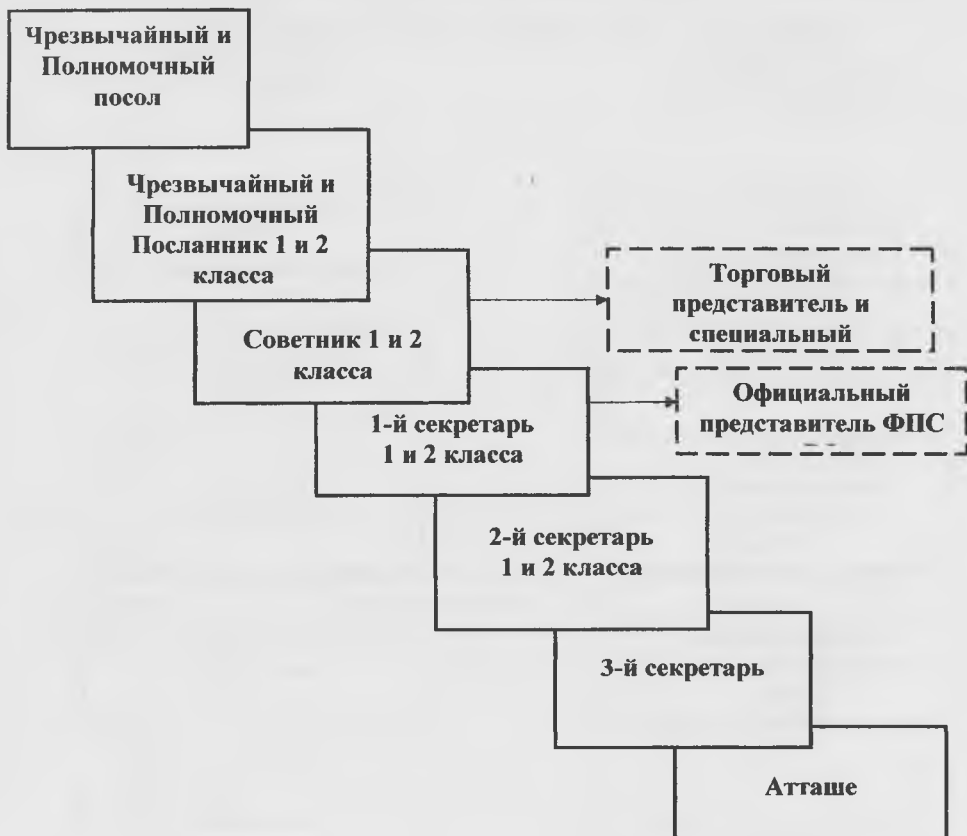 Чрезвычайный и
Полномочный
посол
Чрезвычайный и
Полномочный
Посланник 1 и 2
класса
Советник 1 и 2
класса
Торговый
представитель и
специальный
1-й секретарь
1 и 2 класса
Официальный
представитель ФПС
2-й секретарь
1 и 2 класса
3-й секретарь
Атташе